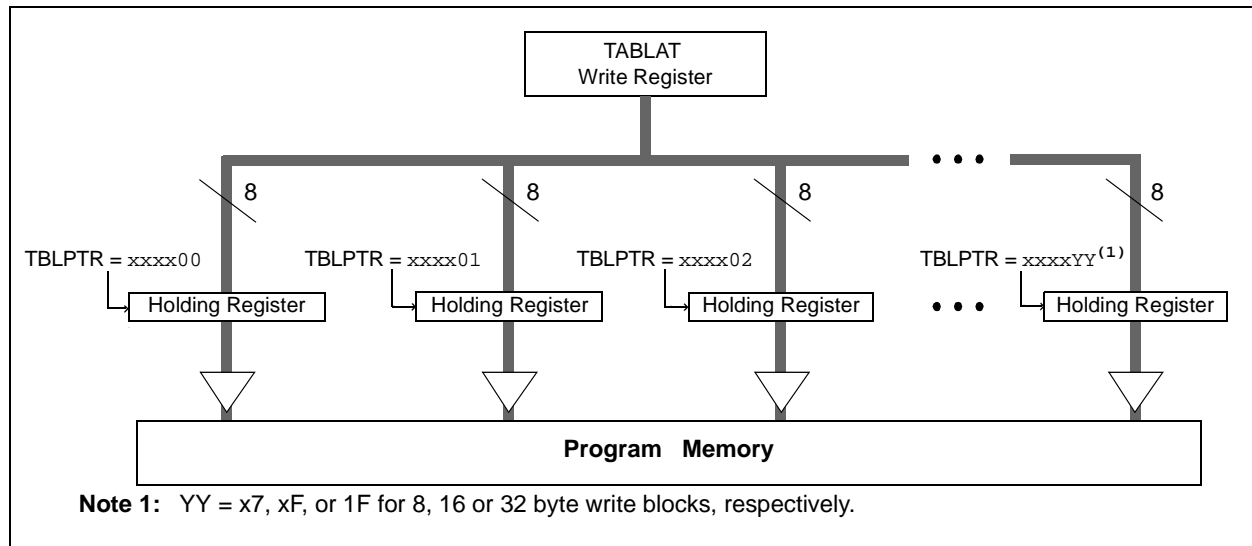 TABLAT
Write Register
8 8 8 8
TBLPTR = xxxx00 TBLPTR = xxxx01 TBLPTR = xxxx02 TBLPTR = xxxxYY(1)
Holding Register Holding Register Holding Register Holding Register
Program Memory
Note 1: YY = x7, xF, or 1F for 8, 16 or 32 byte write blocks, respectively.